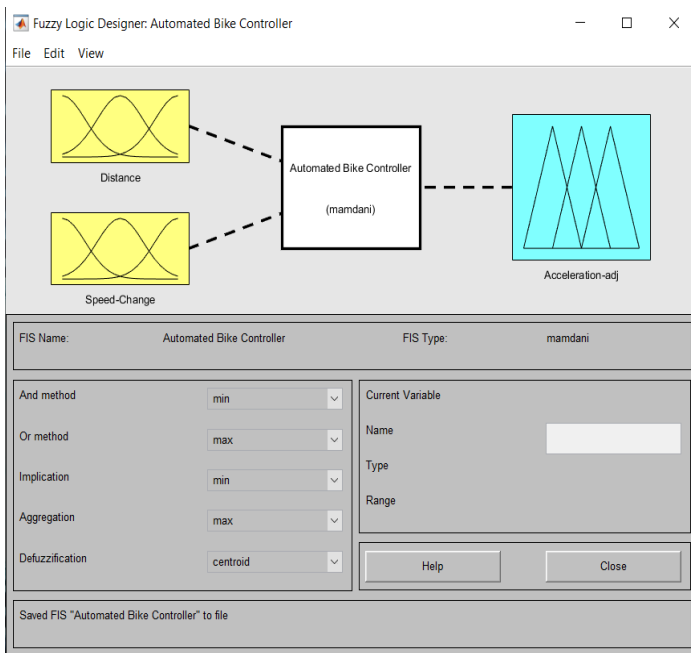 Fuzzy Logic Designer: Automated Bike Controller
File Edit View
Distance
Speed-Change
Automated Bike Controller
(mamdani)
Acceleration-adj
FIS Name: Automated Bike Controller FIS Type: mamdani
And method min
Or method max
Implication min
Aggregation max
Defuzzification centroid
Current Variable
Name
Type
Range
Help Close
Saved FIS "Automated Bike Controller" to file